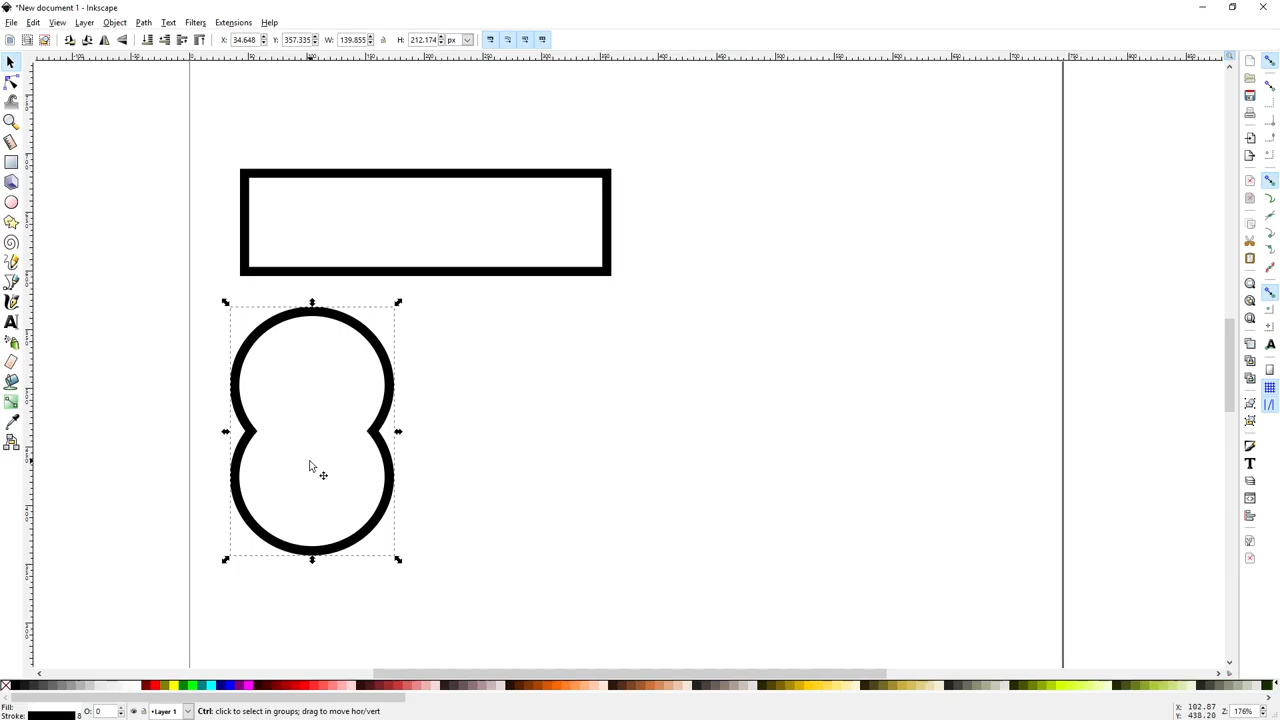 *New document 1 - Inkscape
File Edit View Layer Object Path Text Filters Extensions Help
X: 34.648 Y: 357.335 W: 139.855 H: 212.174 px
Fill:
Stroke: 8 O: 0 Layer 1 Ctrl: click to select in groups; drag to move hor/vert X: 102.87 Y: 438.20 Z: 176%